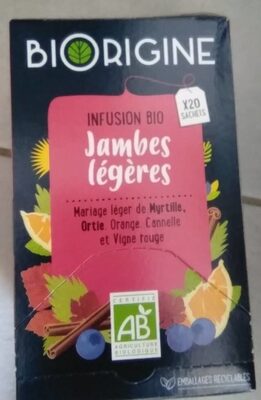 BIORIGINE
INFUSION BIO
X20
SACHETS
Jambes
légères
Mariage léger de Myrtille,
Ortie, Orange, Cannelle
et Vigne rouge
CERTIFIÉ
AB
AGRICULTURE
BIOLOGIQUE
EMBALLAGES RECYCLABLES